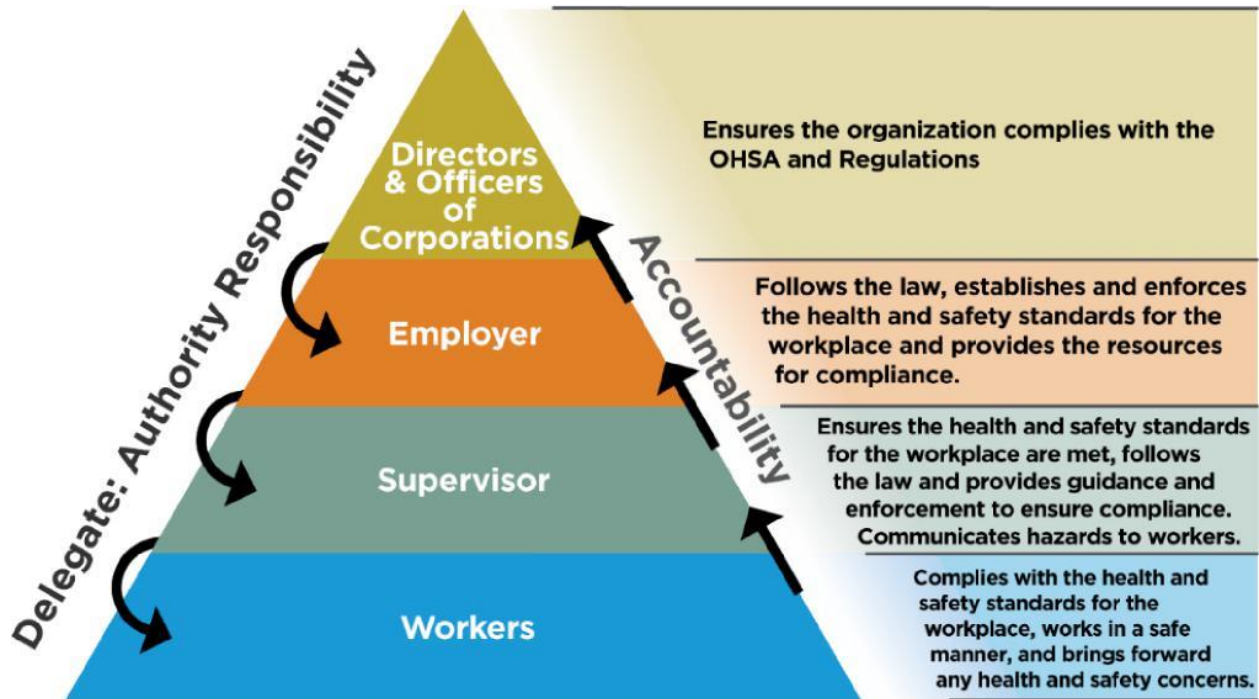 Delegate: Authority Responsibility
Directors
& Officers
of
Corporations
Employer
Supervisor
Workers
Accountability
Ensures the organization complies with the
OHSA and Regulations
Follows the law, establishes and enforces
the health and safety standards for the
workplace and provides the resources
for compliance.
Ensures the health and safety standards
for the workplace are met, follows
the law and provides guidance and
enforcement to ensure compliance.
Communicates hazards to workers.
Complies with the health and
safety standards for the
workplace, works in a safe
manner, and brings forward
any health and safety concerns.